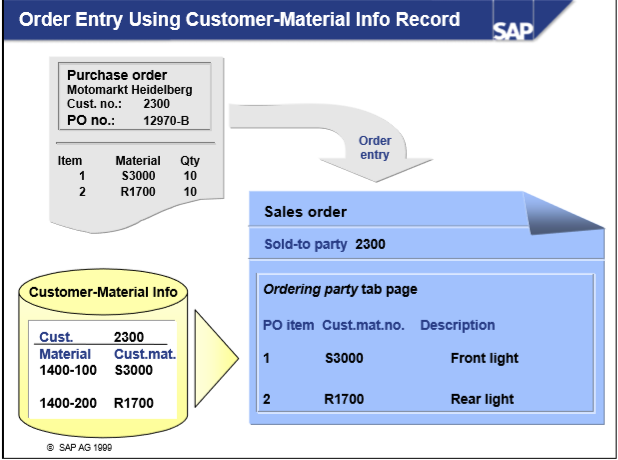 Order Entry Using Customer-Material Info Record
SAP
Purchase order
Motomarkt Heidelberg
Cust. no.: 2300
PO no.: 12970-B
Item Material Qty
1 S3000 10
2 R1700 10
Order
entry
Sales order
Sold-to party 2300
Ordering party tab page
PO item Cust.mat.no. Description
1 S3000 Front light
2 R1700 Rear light
Customer-Material Info
Cust. 2300
Material Cust.mat.
1400-100 S3000
1400-200 R1700
© SAP AG 1999